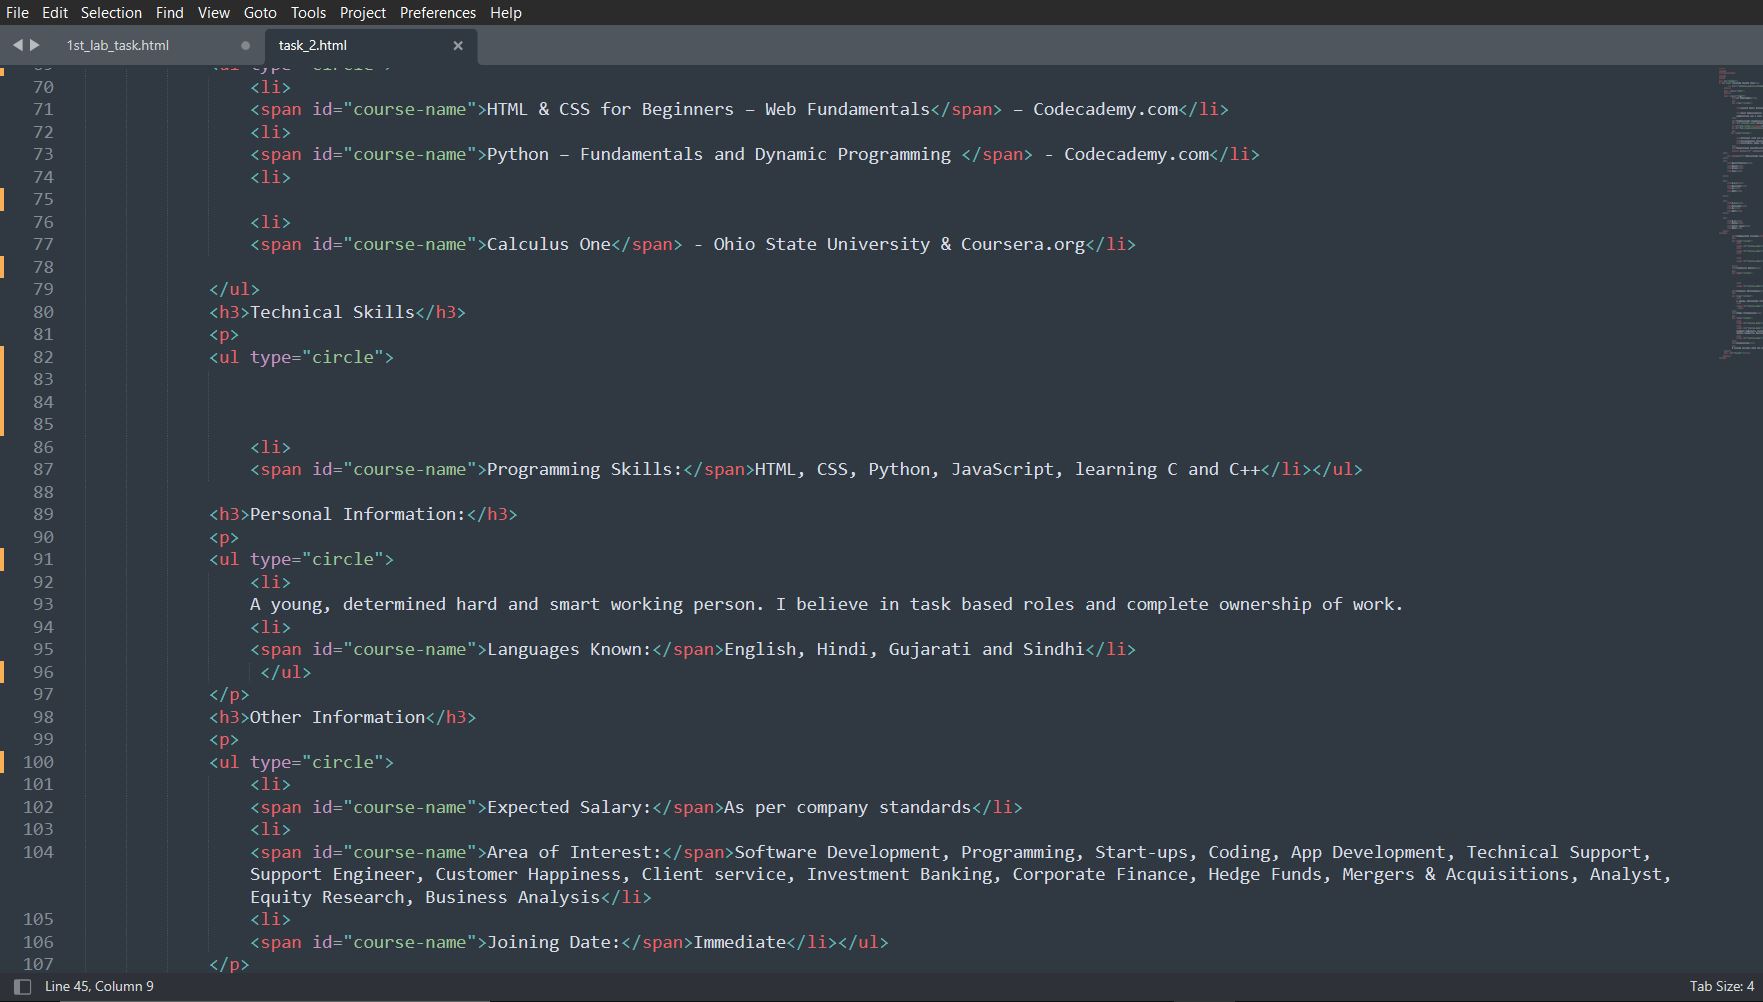 File Edit Selection Find View Goto Tools Project Preferences Help
1st_lab_task.html task_2.html
69 <ul type="circle">
70 <li>
71 <span id="course-name">HTML & CSS for Beginners – Web Fundamentals</span> – Codecademy.com</li>
72 <li>
73 <span id="course-name">Python – Fundamentals and Dynamic Programming </span> - Codecademy.com</li>
74 <li>
75
76 <li>
77 <span id="course-name">Calculus One</span> - Ohio State University & Coursera.org</li>
78
79 </ul>
80 <h3>Technical Skills</h3>
81 <p>
82 <ul type="circle">
83
84
85
86 <li>
87 <span id="course-name">Programming Skills:</span>HTML, CSS, Python, JavaScript, learning C and C++</li></ul>
88
89 <h3>Personal Information:</h3>
90 <p>
91 <ul type="circle">
92 <li>
93 A young, determined hard and smart working person. I believe in task based roles and complete ownership of work.
94 <li>
95 <span id="course-name">Languages Known:</span>English, Hindi, Gujarati and Sindhi</li>
96 </ul>
97 </p>
98 <h3>Other Information</h3>
99 <p>
100 <ul type="circle">
101 <li>
102 <span id="course-name">Expected Salary:</span>As per company standards</li>
103 <li>
104 <span id="course-name">Area of Interest:</span>Software Development, Programming, Start-ups, Coding, App Development, Technical Support,
Support Engineer, Customer Happiness, Client service, Investment Banking, Corporate Finance, Hedge Funds, Mergers & Acquisitions, Analyst,
Equity Research, Business Analysis</li>
105 <li>
106 <span id="course-name">Joining Date:</span>Immediate</li></ul>
107 </p>
Line 45, Column 9 Tab Size: 4